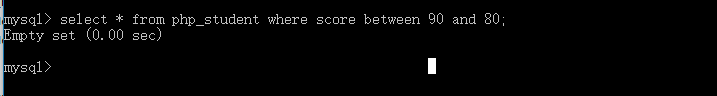 mysql> select * from php_student where score between 90 and 80;
Empty set (0.00 sec)
mysql>